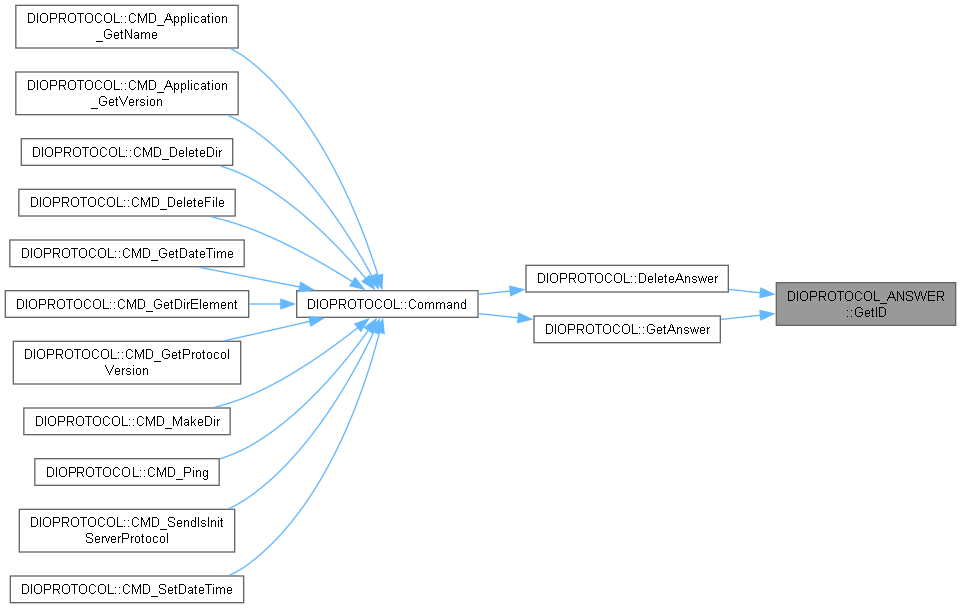 DIOPROTOCOL::CMD_Application
_GetName
DIOPROTOCOL::CMD_Application
_GetVersion
DIOPROTOCOL::CMD_DeleteDir
DIOPROTOCOL::CMD_DeleteFile
DIOPROTOCOL::CMD_GetDateTime
DIOPROTOCOL::CMD_GetDirElement
DIOPROTOCOL::CMD_GetProtocol
Version
DIOPROTOCOL::CMD_MakeDir
DIOPROTOCOL::CMD_Ping
DIOPROTOCOL::CMD_SendIsInit
ServerProtocol
DIOPROTOCOL::CMD_SetDateTime
DIOPROTOCOL::Command
DIOPROTOCOL::DeleteAnswer
DIOPROTOCOL::GetAnswer
DIOPROTOCOL_ANSWER
::GetID